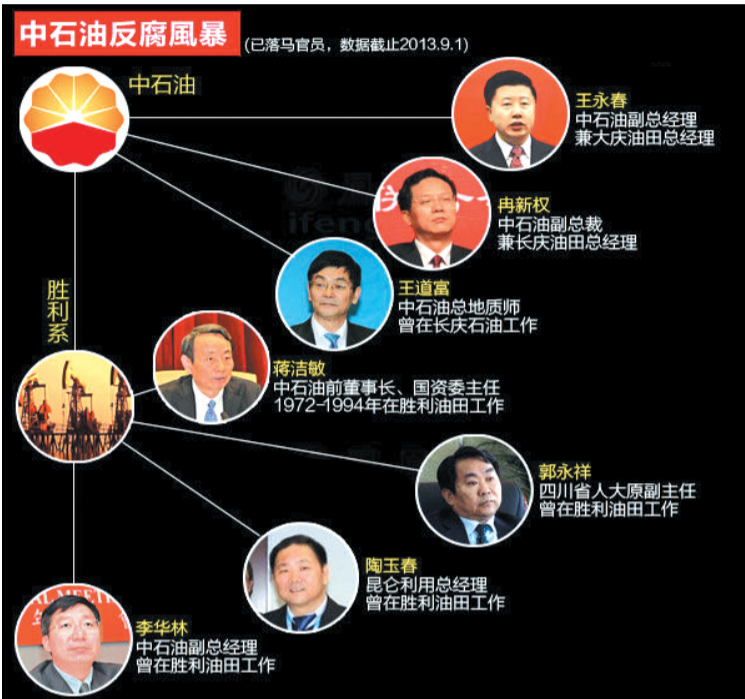 中石油反腐風暴
(已落马官员，数据截止2013.9.1)
中石油
王永春
中石油副总经理
兼大庆油田总经理
冉新权
中石油副总裁
兼长庆油田总经理
ifeng
王道富
中石油总地质师
曾在长庆石油工作
胜利系
蒋洁敏
中石油前董事长、国资委主任
1972-1994年在胜利油田工作
郭永祥
四川省人大原副主任
曾在胜利油田工作
陶玉春
昆仑利用总经理
曾在胜利油田工作
李华林
中石油副总经理
曾在胜利油田工作